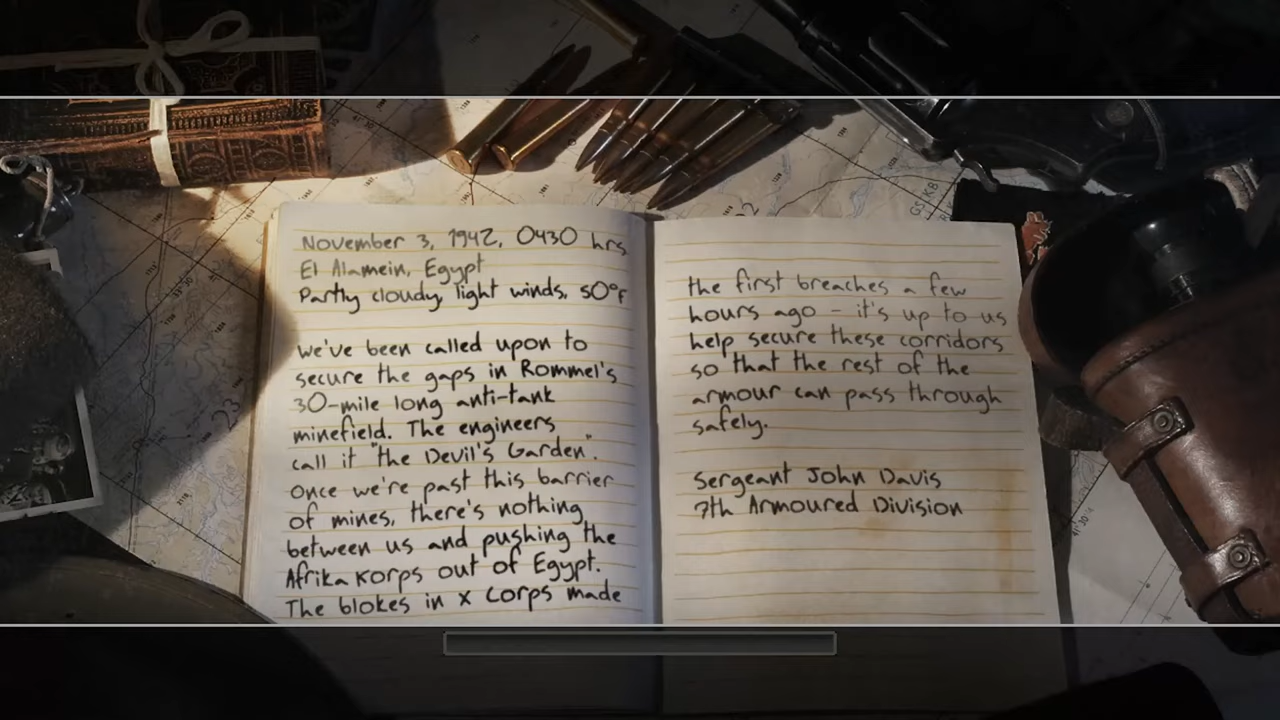 November 3, 1942, 0430 hrs
El Alamein, Egypt
Partly cloudy, light winds, 50°F
We've been called upon to
secure the gaps in Rommel's
30-mile long anti-tank
minefield. The engineers
call it "the Devil's Garden".
Once we're past this barrier
of mines, there's nothing
between us and pushing the
Afrika Korps out of Egypt.
The blokes in X Corps made
the first breaches a few
hours ago - it's up to us
help secure these corridors
so that the rest of the
armour can pass through
safely.
Sergeant John Davis
7th Armoured Division